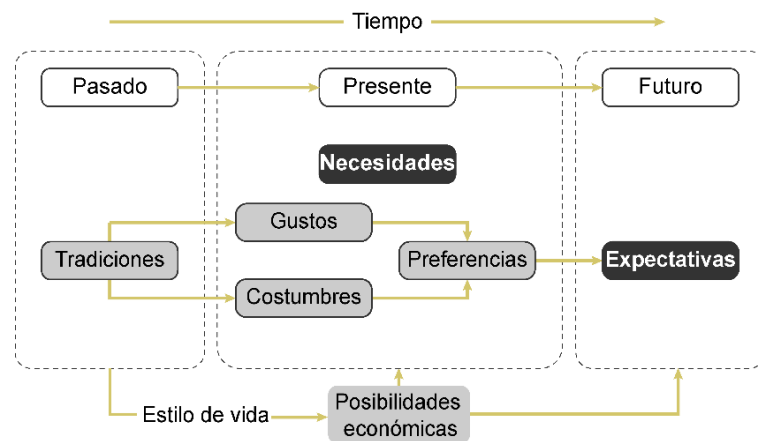 Tiempo
Pasado
Presente
Futuro
Necesidades
Gustos
Tradiciones
Preferencias
Expectativas
Costumbres
Estilo de vida
Posibilidades
económicas